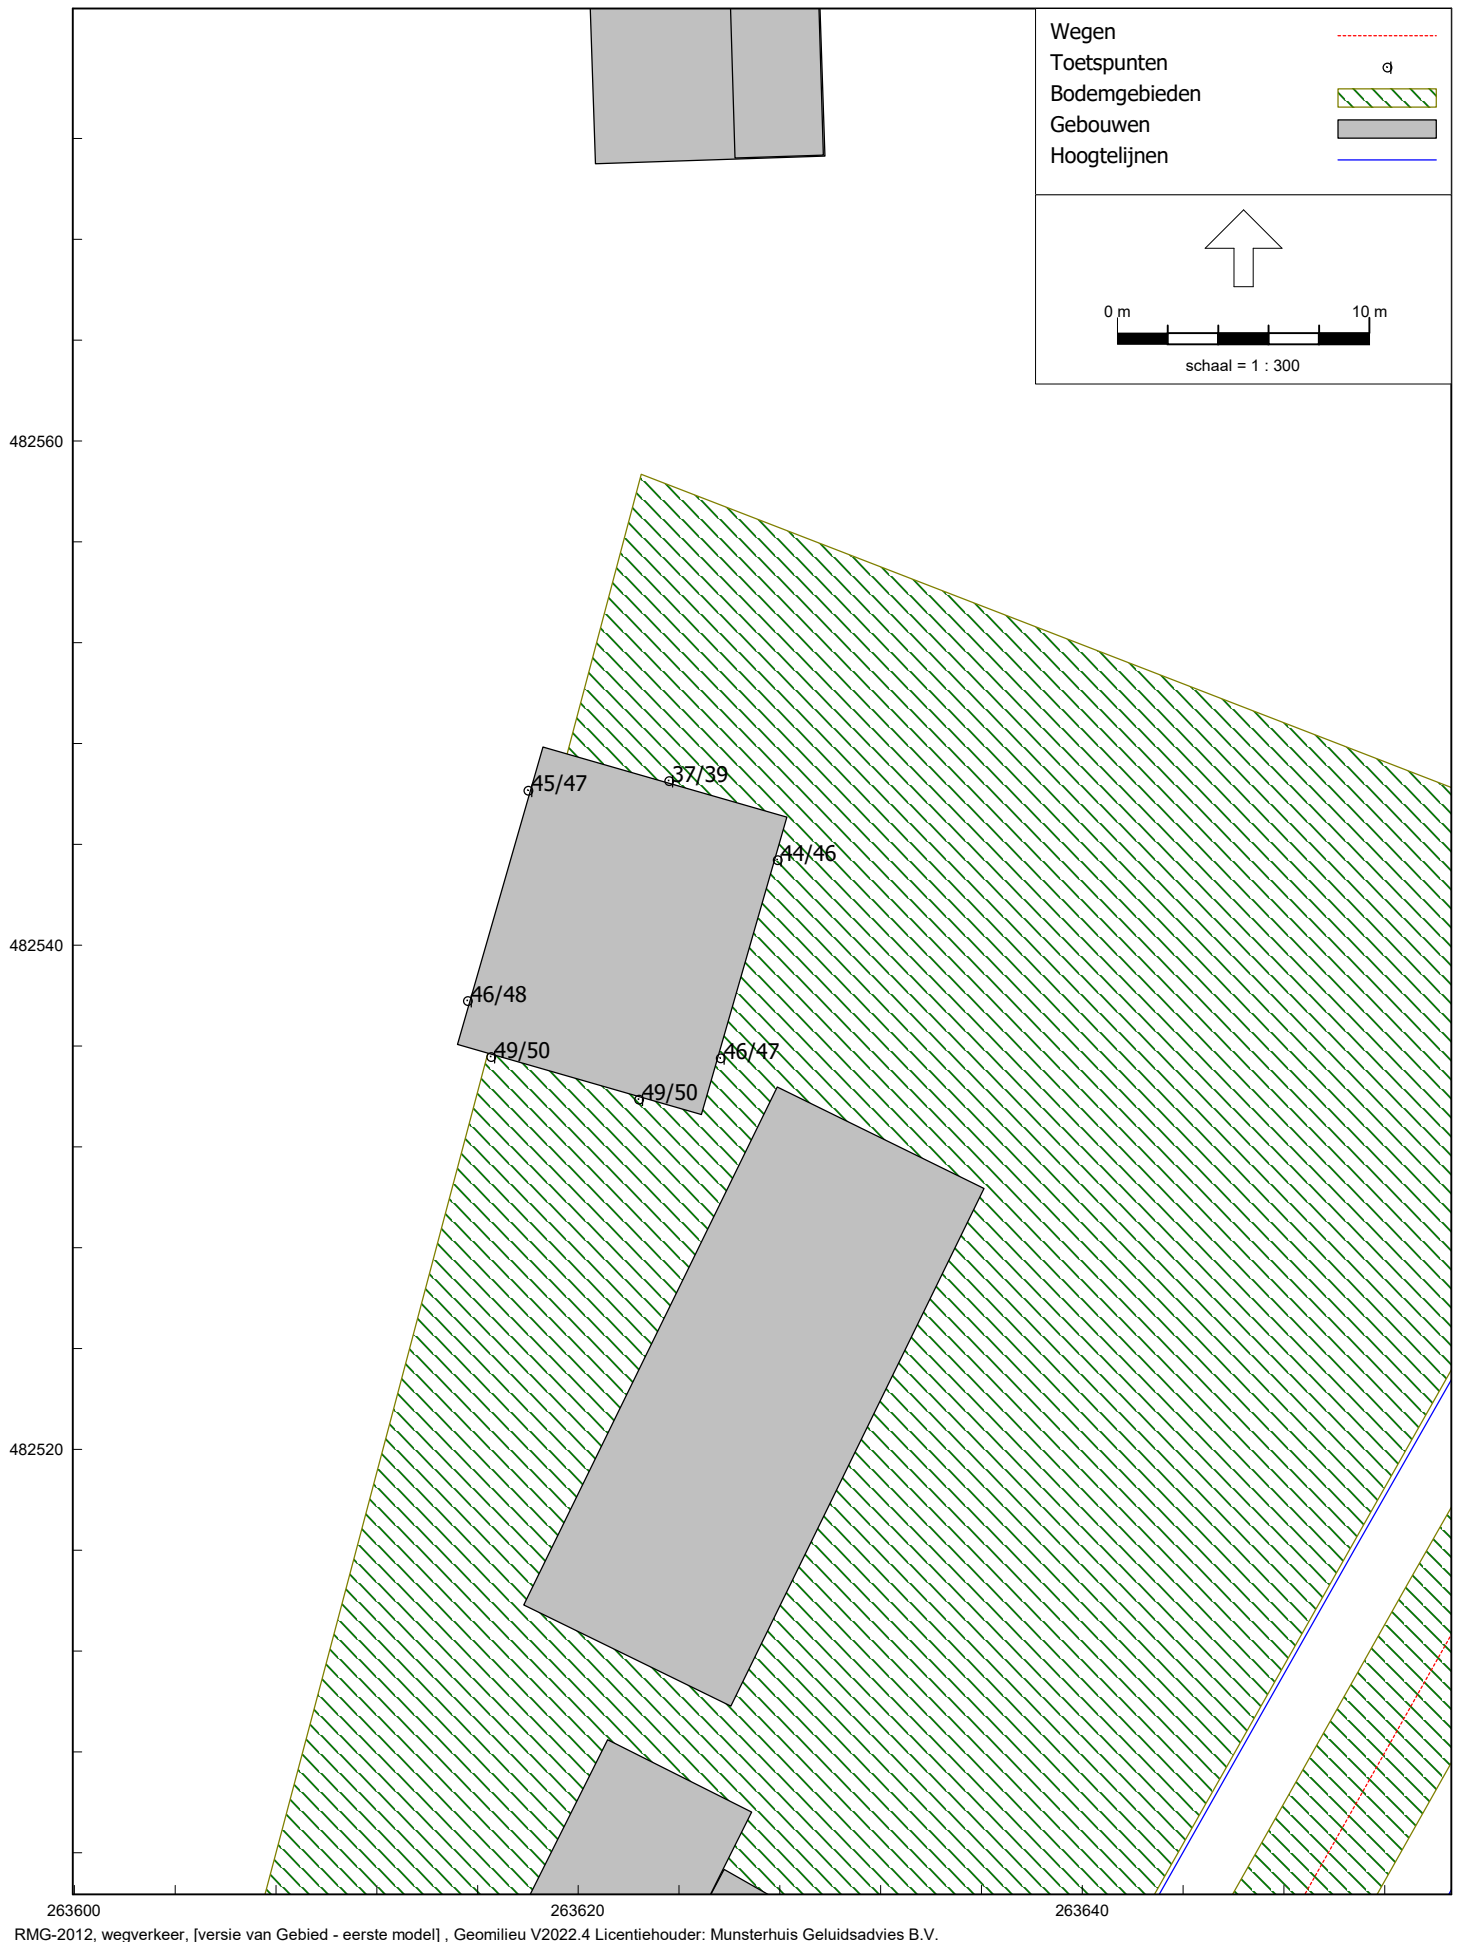 Wegen
Toetspunten
Bodemgebieden
Gebouwen
Hoogtelijnen
0 m 10 m
schaal = 1 : 300
482560
45/47
37/39
44/46
482540
46/48
49/50
46/47
49/50
482520
263600 263620 263640
RMG-2012, wegverkeer, [versie van Gebied - eerste model] , Geomilieu V2022.4 Licentiehouder: Munsterhuis Geluidsadvies B.V.